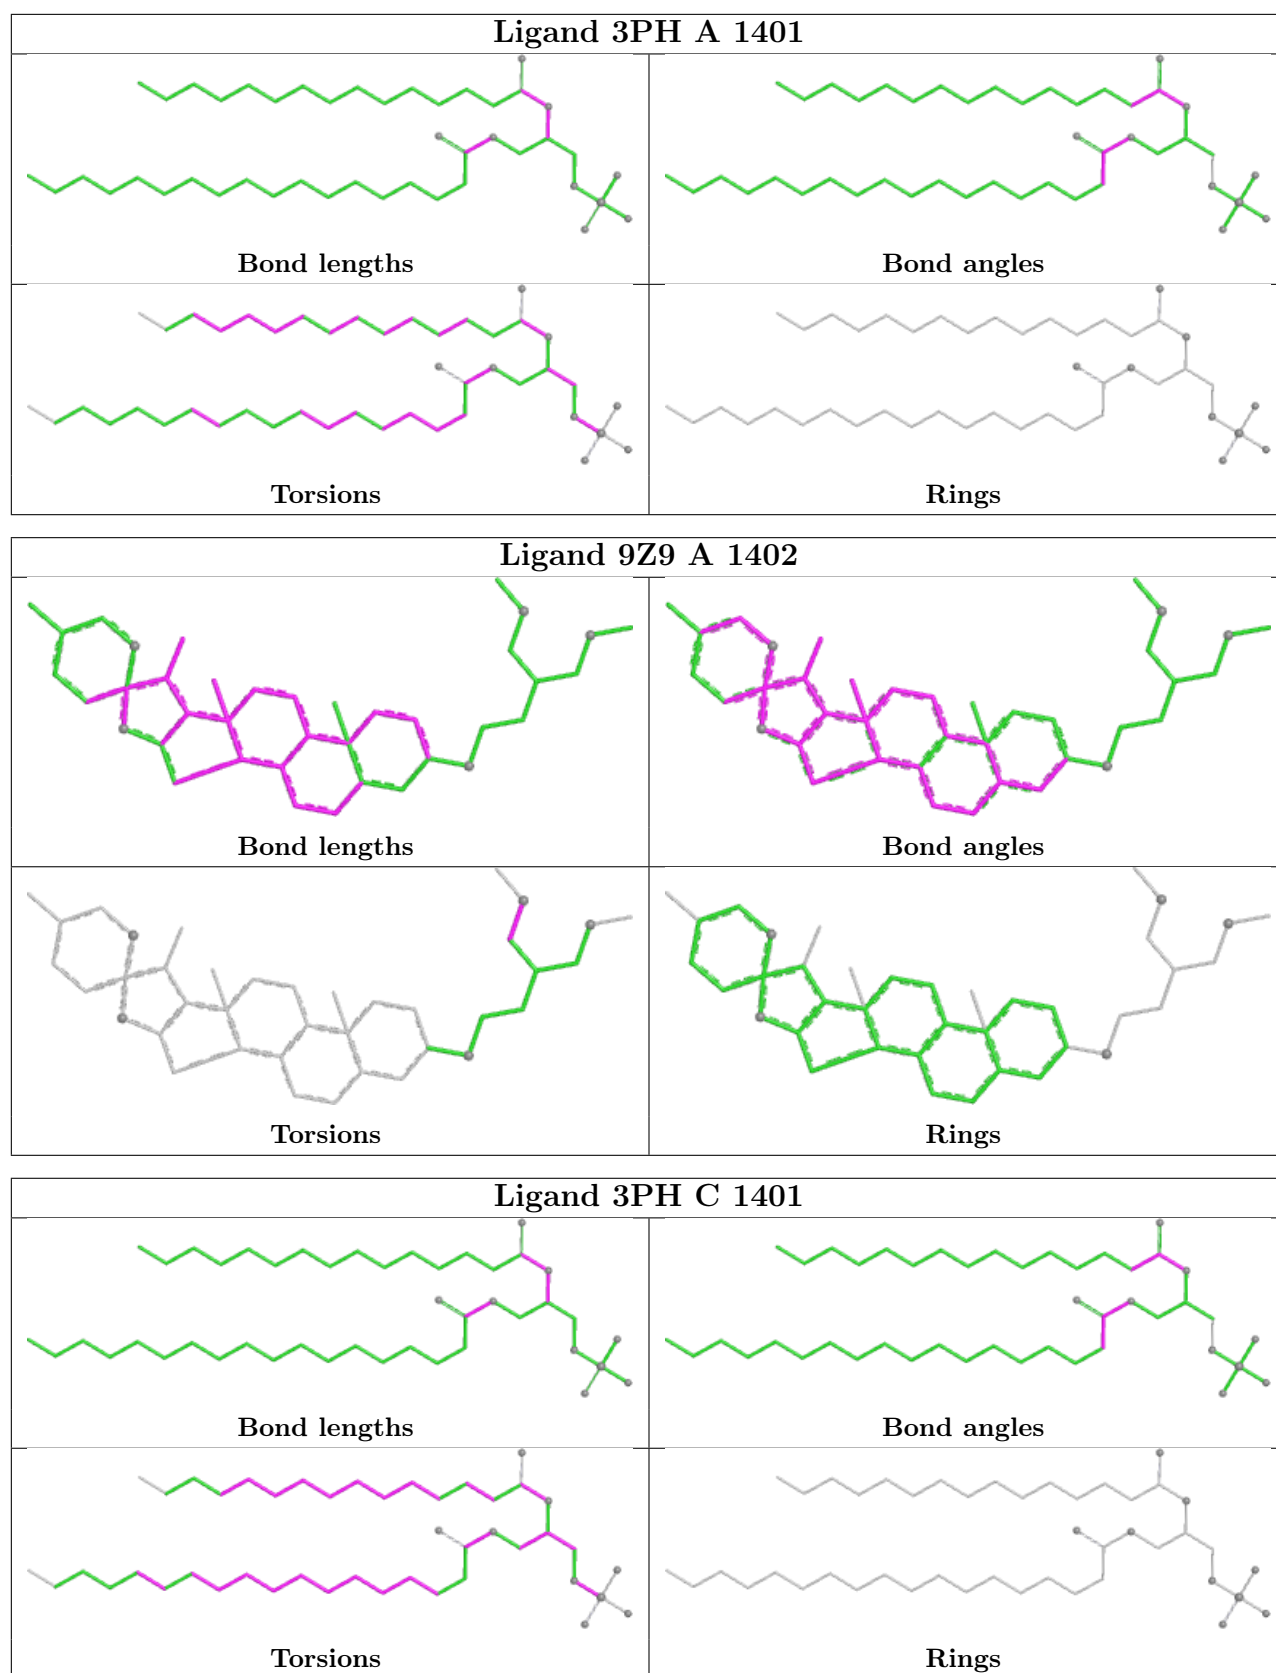 Ligand 3PH A 1401
Bond lengths
Bond angles
Torsions
Rings
Ligand 9Z9 A 1402
Bond lengths
Bond angles
Torsions
Rings
Ligand 3PH C 1401
Bond lengths
Bond angles
Torsions
Rings